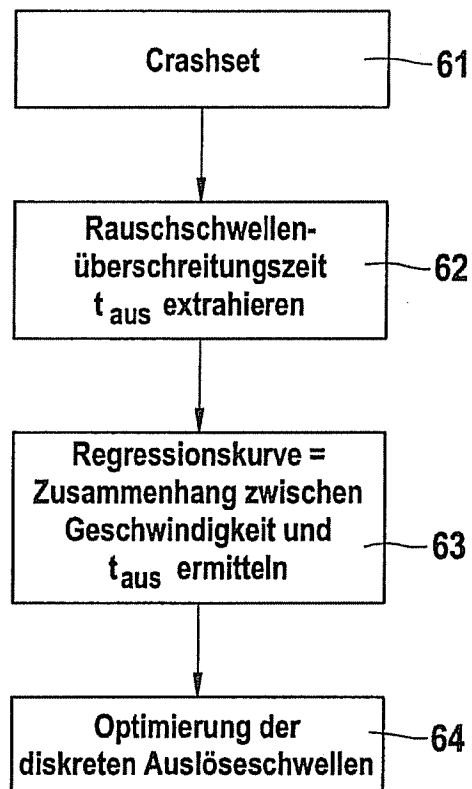 Crashset
61
Rauschschwellen-
überschreitungszeit
t aus extrahieren
62
Regressionskurve =
Zusammenhang zwischen
Geschwindigkeit und
t aus ermitteln
63
Optimierung der
diskreten Auslöseschwellen
64